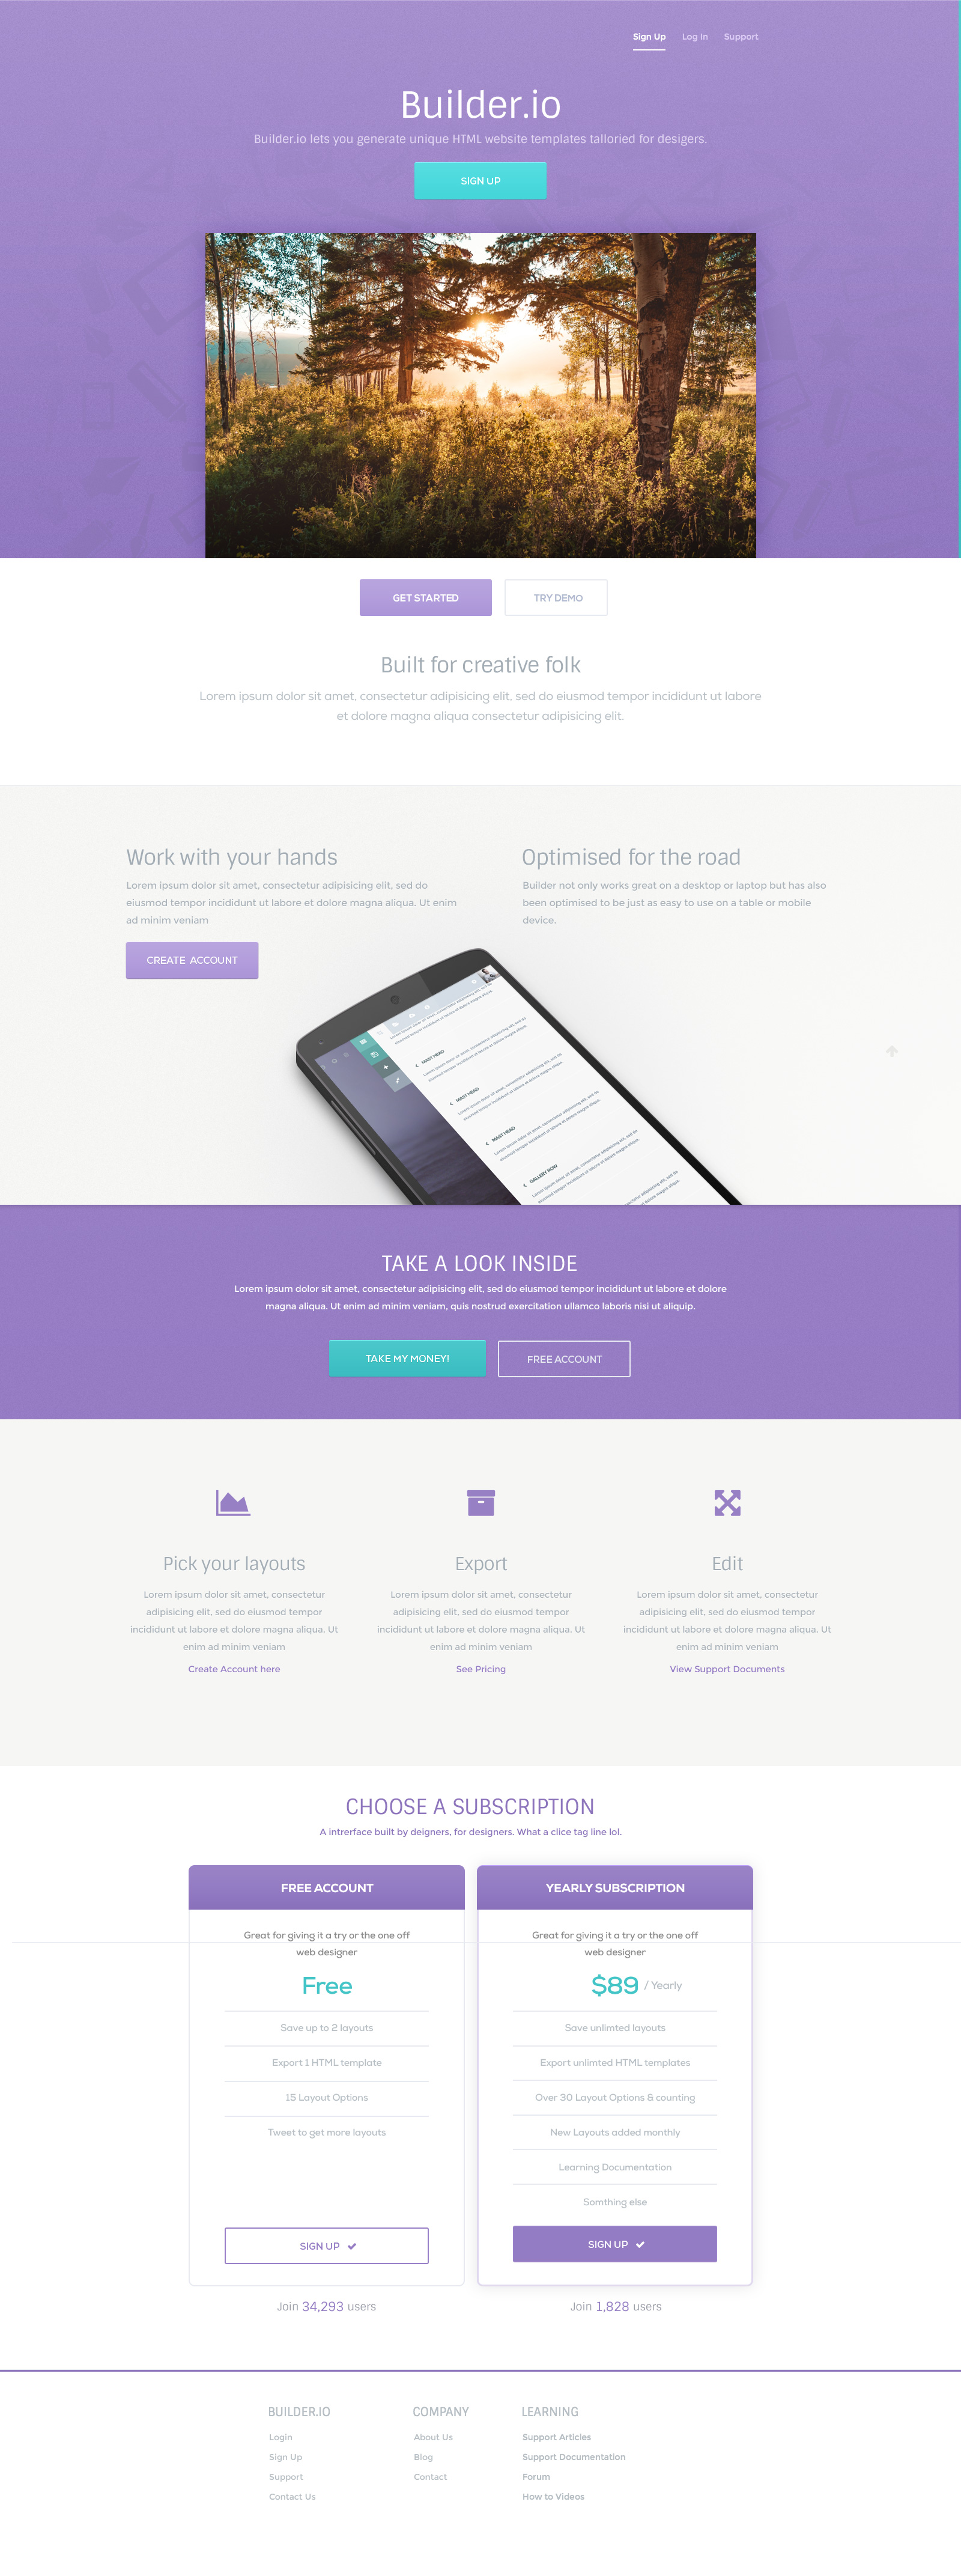 Sign Up Log In Support
Builder.io
Builder.io lets you generate unique HTML website templates talloried for desigers.
SIGN UP
GET STARTED TRY DEMO
Built for creative folk
Lorem ipsum dolor sit amet, consectetur adipisicing elit, sed do eiusmod tempor incididunt ut labore
et dolore magna aliqua consectetur adipisicing elit.
Work with your hands
Lorem ipsum dolor sit amet, consectetur adipisicing elit, sed do
eiusmod tempor incididunt ut labore et dolore magna aliqua. Ut enim
ad minim veniam
CREATE ACCOUNT
Optimised for the road
Builder not only works great on a desktop or laptop but has also
been optimised to be just as easy to use on a table or mobile
device.
MAST HEAD
MAST HEAD
MAST HEAD
GALLERY ROW
TAKE A LOOK INSIDE
Lorem ipsum dolor sit amet, consectetur adipisicing elit, sed do eiusmod tempor incididunt ut labore et dolore
magna aliqua. Ut enim ad minim veniam, quis nostrud exercitation ullamco laboris nisi ut aliquip.
TAKE MY MONEY! FREE ACCOUNT
Pick your layouts
Lorem ipsum dolor sit amet, consectetur
adipisicing elit, sed do eiusmod tempor
incididunt ut labore et dolore magna aliqua. Ut
enim ad minim veniam
Create Account here
Export
Lorem ipsum dolor sit amet, consectetur
adipisicing elit, sed do eiusmod tempor
incididunt ut labore et dolore magna aliqua. Ut
enim ad minim veniam
See Pricing
Edit
Lorem ipsum dolor sit amet, consectetur
adipisicing elit, sed do eiusmod tempor
incididunt ut labore et dolore magna aliqua. Ut
enim ad minim veniam
View Support Documents
CHOOSE A SUBSCRIPTION
A intrerface built by deigners, for designers. What a clice tag line lol.
FREE ACCOUNT
Great for giving it a try or the one off
web designer
Free
Save up to 2 layouts
Export 1 HTML template
15 Layout Options
Tweet to get more layouts
SIGN UP
Join 34,293 users
YEARLY SUBSCRIPTION
Great for giving it a try or the one off
web designer
$89 / Yearly
Save unlimted layouts
Export unlimted HTML templates
Over 30 Layout Options & counting
New Layouts added monthly
Learning Documentation
Somthing else
SIGN UP
Join 1,828 users
BUILDER.IO
Login
Sign Up
Support
Contact Us
COMPANY
About Us
Blog
Contact
LEARNING
Support Articles
Support Documentation
Forum
How to Videos